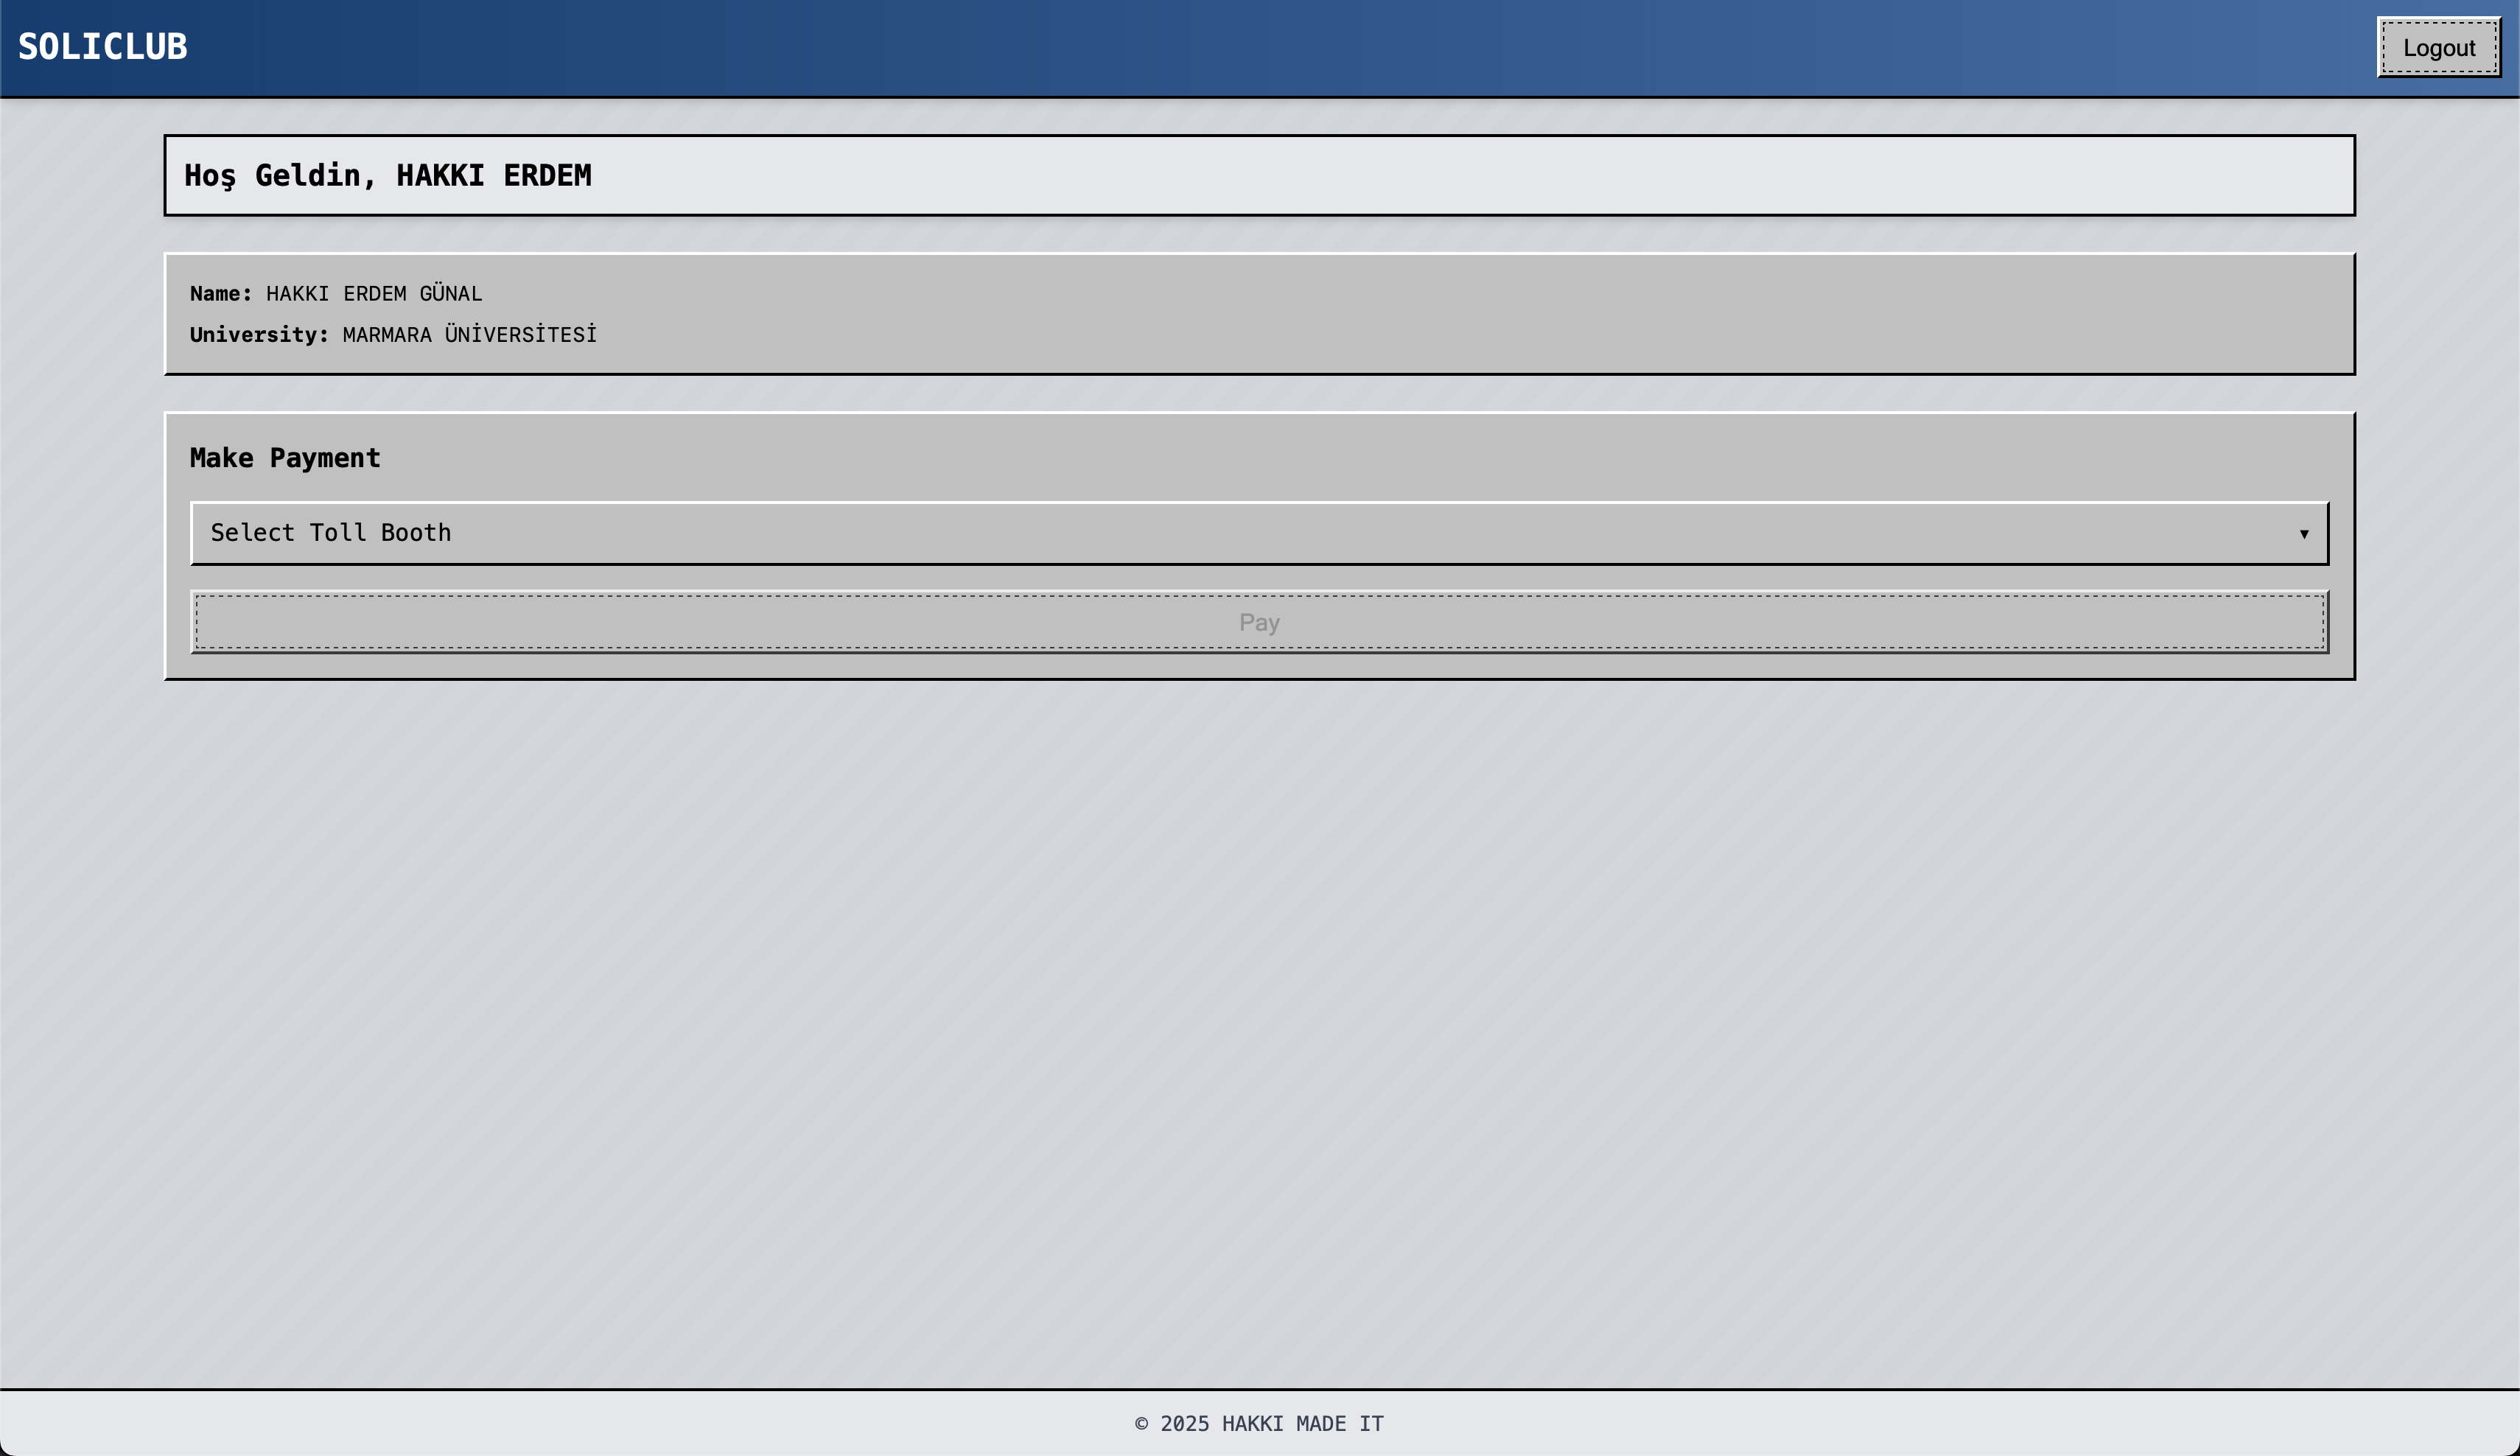 SOLICLUB
Logout
Hoş Geldin, HAKKI ERDEM
Name: HAKKI ERDEM GÜNAL
University: MARMARA ÜNİVERSİTESİ
Make Payment
Select Toll Booth ▼
Pay
© 2025 HAKKI MADE IT